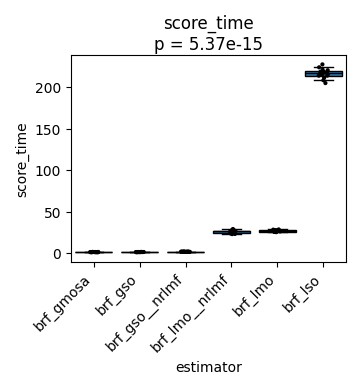 score_time
p = 5.37e-15
score_time
200
150
100
50
0
brf_gmosa
brf_gso
brf_gso__nrlmf
brf_lmo__nrlmf
brf_lmo
brf_lso
estimator